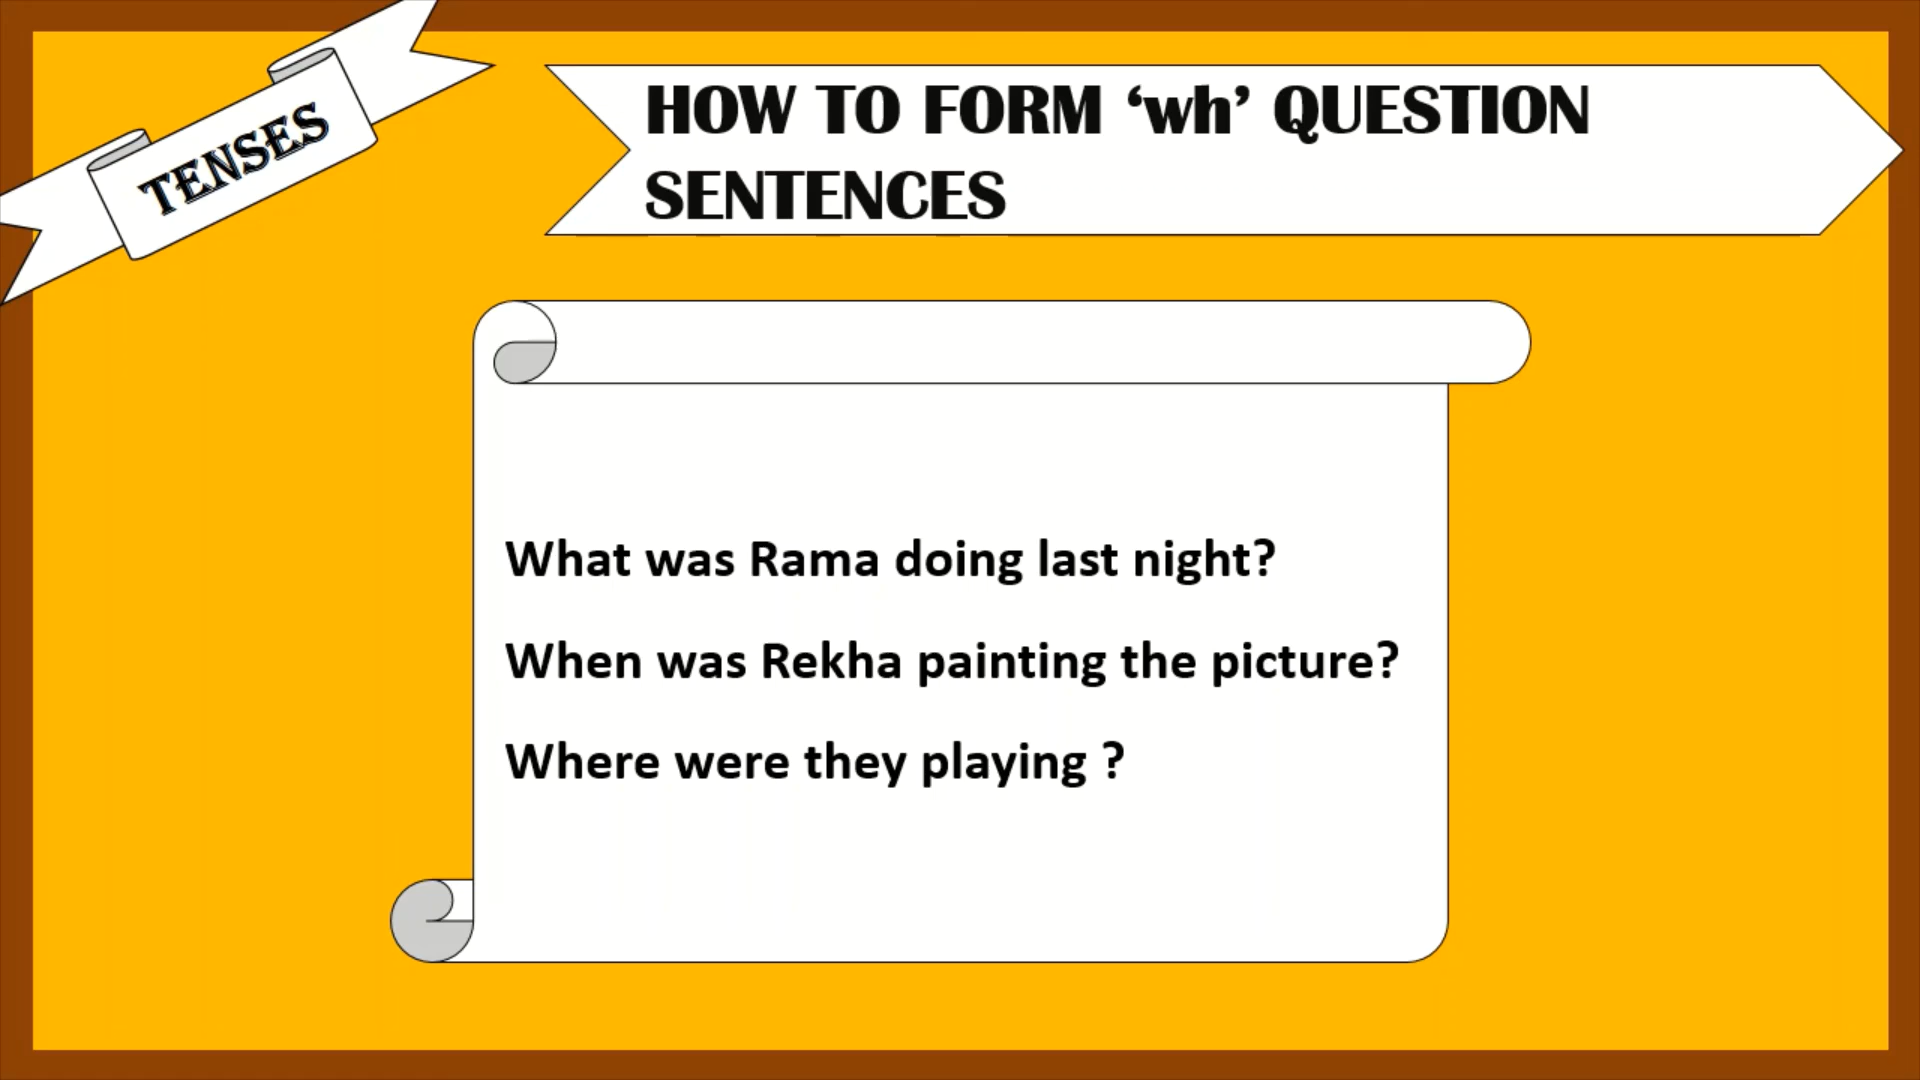 TENSES
HOW TO FORM ‘wh’ QUESTION
SENTENCES
What was Rama doing last night?
When was Rekha painting the picture?
Where were they playing ?